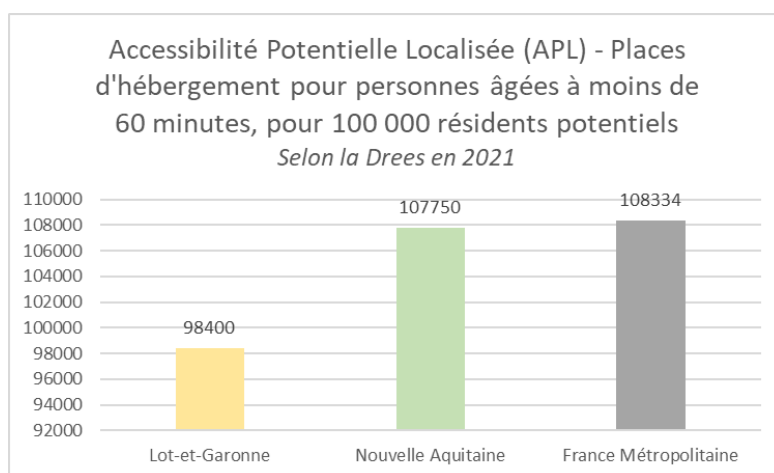 Accessibilité Potentielle Localisée (APL) - Places
d'hébergement pour personnes âgées à moins de
60 minutes, pour 100 000 résidents potentiels
Selon la Drees en 2021
110000
108000
106000
104000
102000
100000
98000
96000
94000
92000
98400
107750
108334
Lot-et-Garonne
Nouvelle Aquitaine
France Métropolitaine